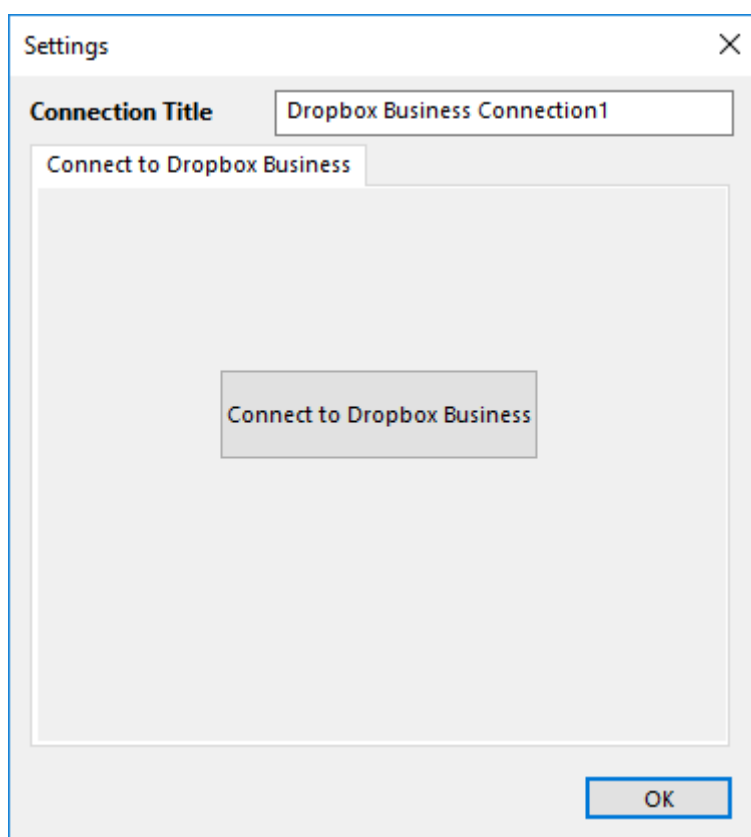 Settings
Connection Title
Dropbox Business Connection1
Connect to Dropbox Business
Connect to Dropbox Business
OK